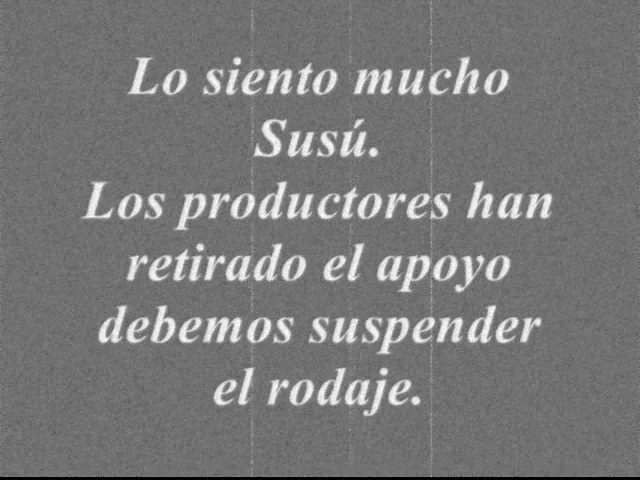 Lo siento mucho
Susú.
Los productores han
retirado el apoyo
debemos suspender
el rodaje.